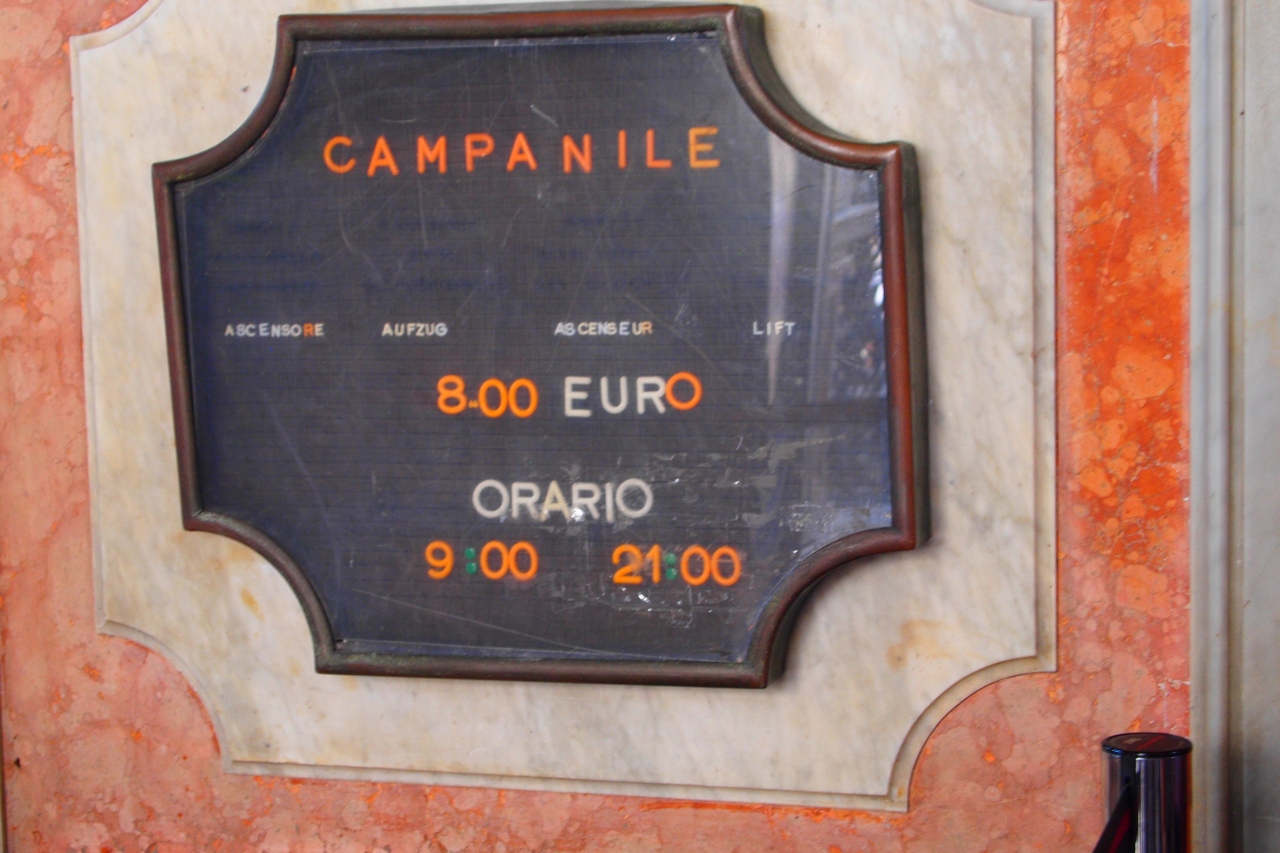 CAMPANILE
ASCENSORE AUFZUG ASCENSEUR LIFT
8.00 EURO
ORARIO
9:00 21:00